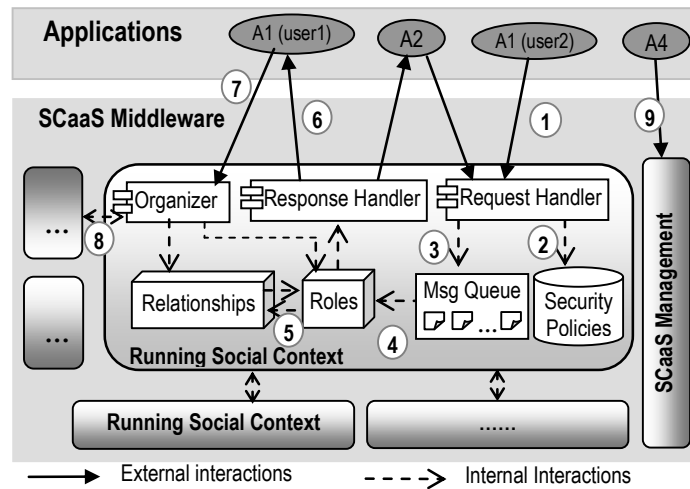 Applications
A1 (user1)
A2
A1 (user2)
A4
7
6
1
9
SCaaS Middleware
Organizer
Response Handler
Request Handler
...
8
3
2
Relationships
Roles
Msg Queue
...
Security
Policies
...
5
4
Running Social Context
SCaaS Management
Running Social Context
......
External interactions
Internal Interactions